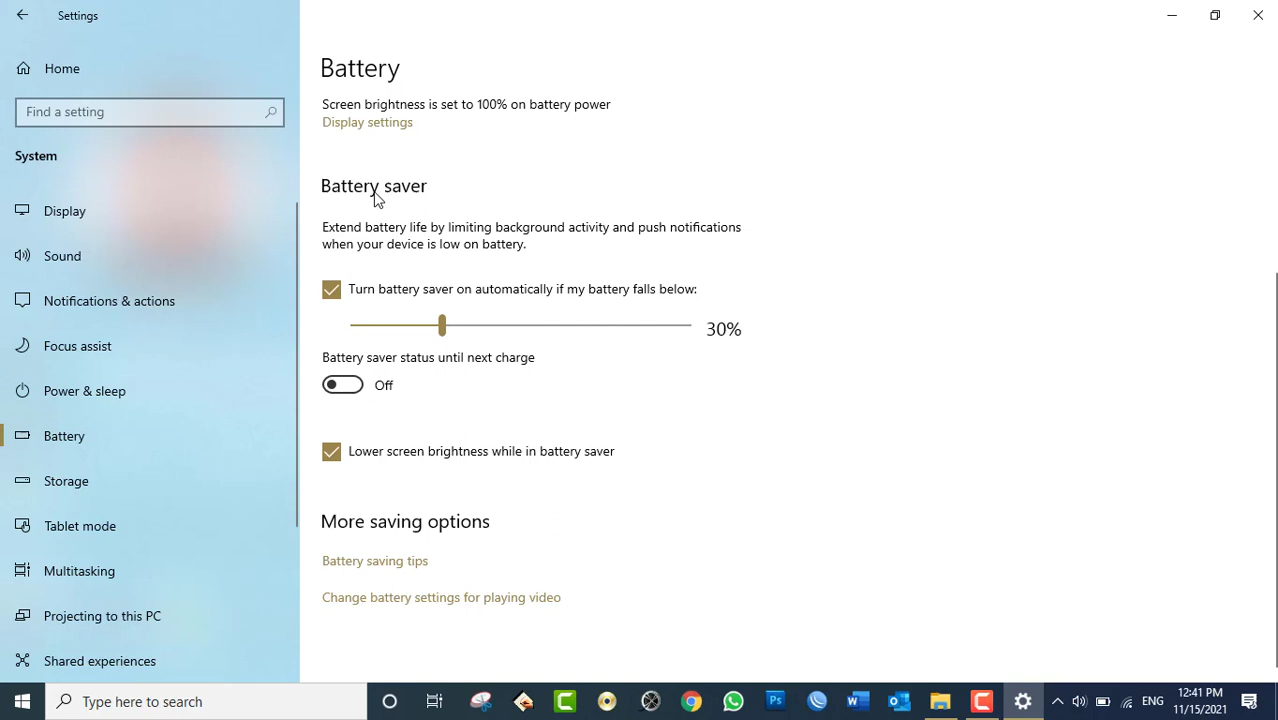 Settings
Home
Find a setting
System
Display
Sound
Notifications & actions
Focus assist
Power & sleep
Battery
Storage
Tablet mode
Multitasking
Projecting to this PC
Shared experiences
Battery
Screen brightness is set to 100% on battery power
Display settings
Battery saver
Extend battery life by limiting background activity and push notifications
when your device is low on battery.
Turn battery saver on automatically if my battery falls below:
30%
Battery saver status until next charge
Off
Lower screen brightness while in battery saver
More saving options
Battery saving tips
Change battery settings for playing video
Type here to search
Ps
W
ENG
12:41 PM
11/15/2021